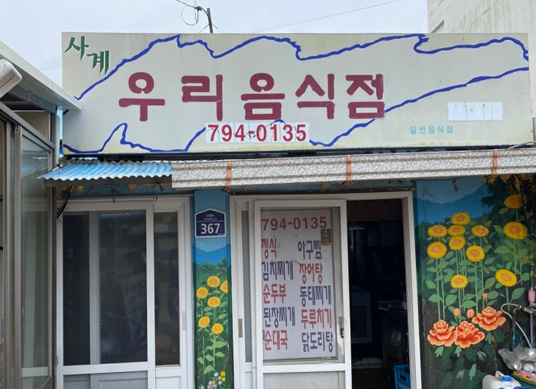 사계
우리음식점
794-0135
일반음식점
367
794-0135
정식 아구찜
김치찌개 장어탕
순두부 동태찌개
된장찌개 두루치기
순대국 닭도리탕